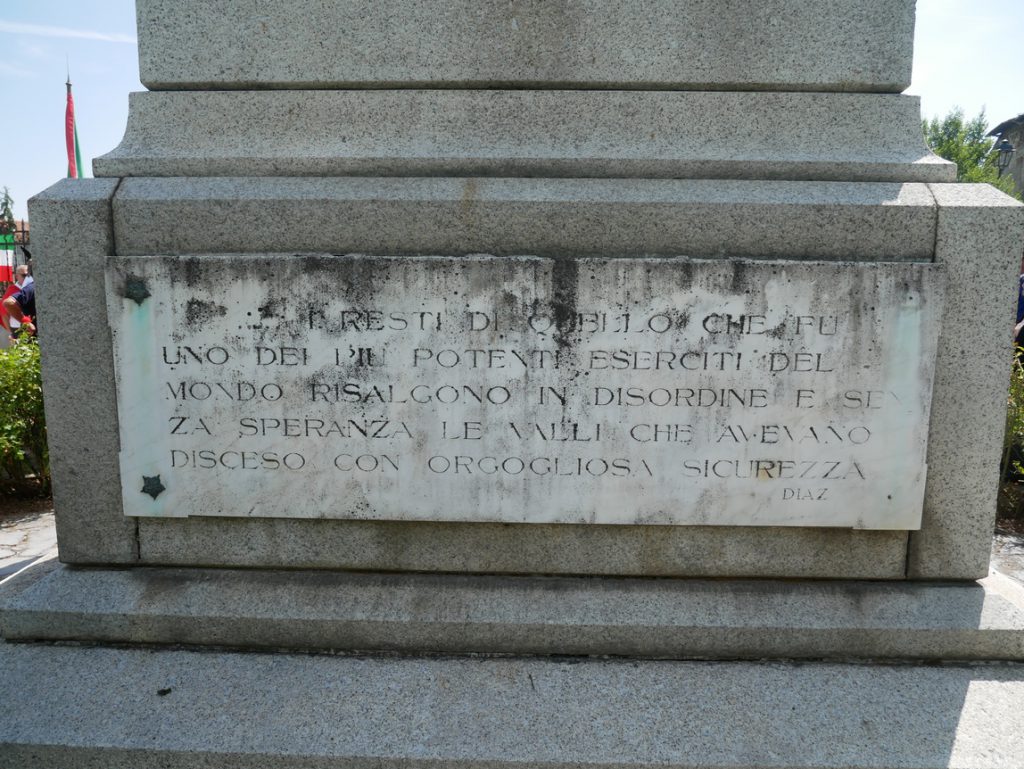 ... I RESTI DI QUELLO CHE FU
UNO DEI PIU POTENTI ESERCITI DEL
MONDO RISALGONO IN DISORDINE E SEN
ZA SPERANZA LE VALLI CHE AVEVANO
DISCESO CON ORGOGLIOSA SICUREZZA
DIAZ